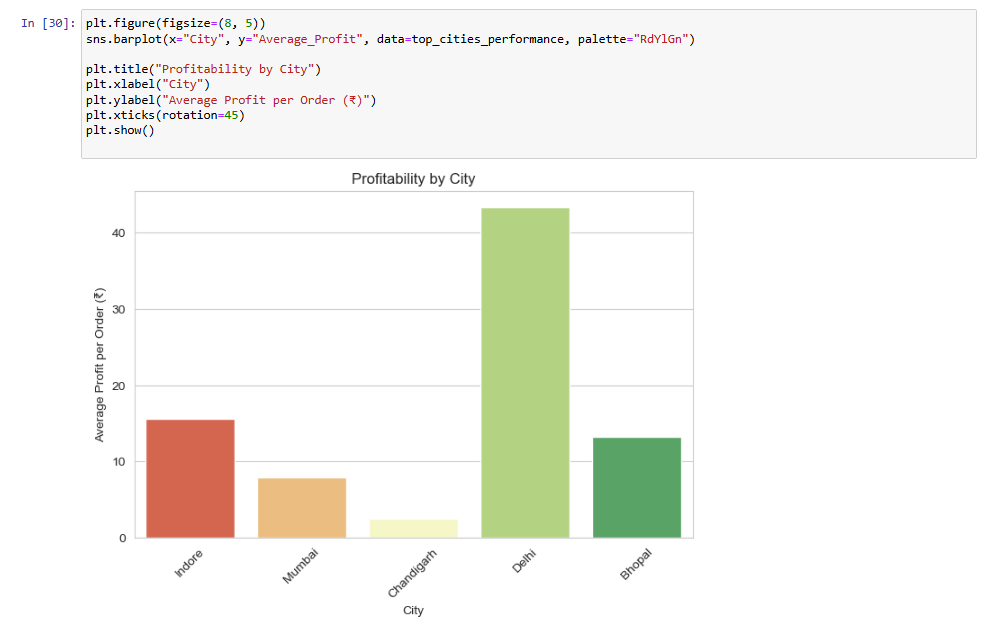 In [30]: plt.figure(figsize=(8, 5))
sns.barplot(x="City", y="Average_Profit", data=top_cities_performance, palette="RdYlGn")
plt.title("Profitability by City")
plt.xlabel("City")
plt.ylabel("Average Profit per Order (₹)")
plt.xticks(rotation=45)
plt.show()
Profitability by City
Average Profit per Order (₹)
40
30
20
10
0
Indore
Mumbai
Chandigarh
Delhi
Bhopal
City